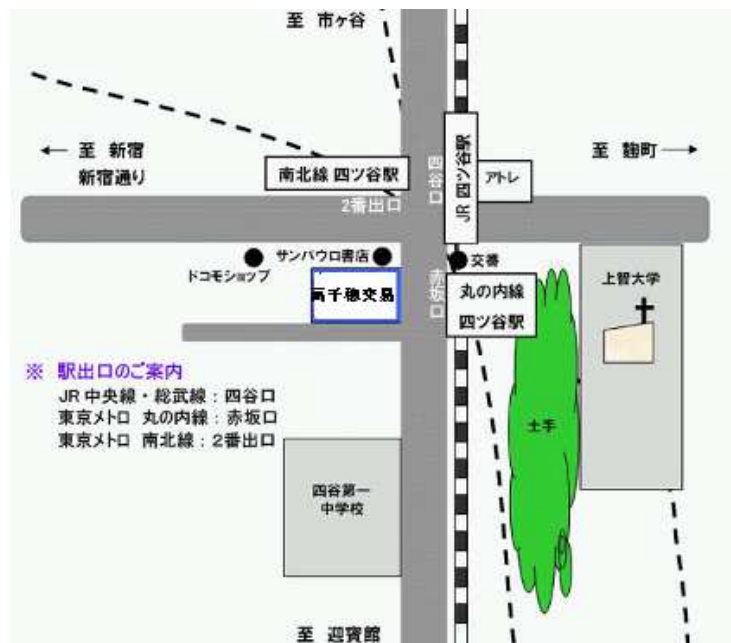 至 市ヶ谷
← 至 新宿
新宿通り
南北線 四ツ谷駅
2番出口
四谷口
JR 四ツ谷駅
アトレ
至 麹町 →
ドコモショップ
サンパウロ書店
交番
高千穂交易
赤坂口
丸の内線
四ツ谷駅
上智大学
※ 駅出口のご案内
JR 中央線・総武線：四谷口
東京メトロ 丸の内線：赤坂口
東京メトロ 南北線：2番出口
土手
四谷第一
中学校
至 迎賓館